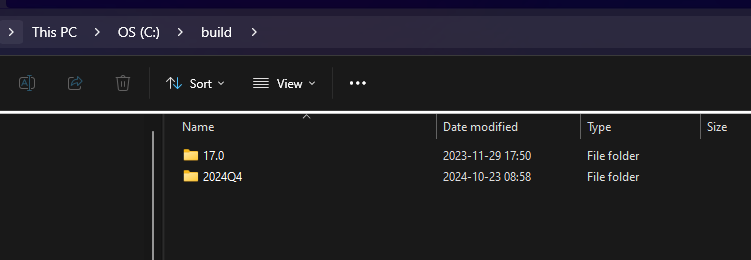 This PC > OS (C:) > build >
Sort View •••
Name Date modified Type Size
17.0 2023-11-29 17:50 File folder
2024Q4 2024-10-23 08:58 File folder